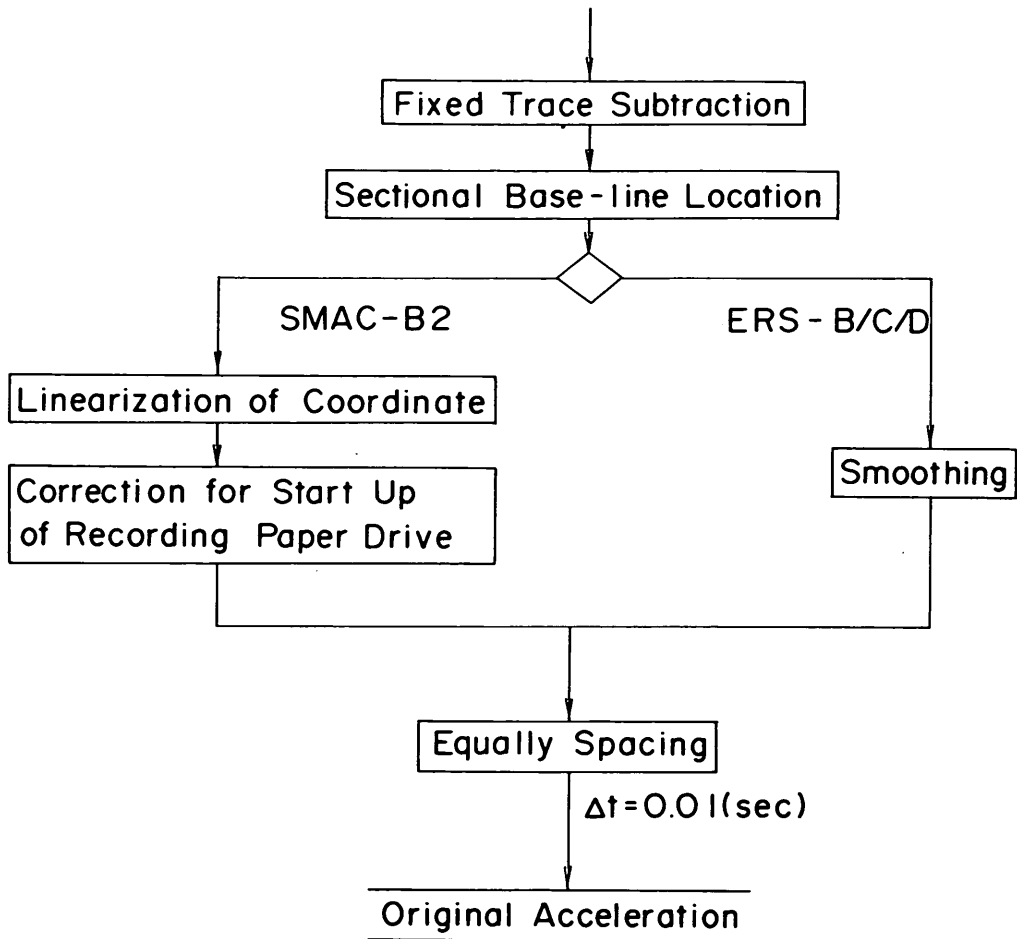 Fixed Trace Subtraction
Sectional Base-line Location
SMAC-B2
ERS-B/C/D
Linearization of Coordinate
Correction for Start Up
of Recording Paper Drive
Smoothing
Equally Spacing
Δt=0.01(sec)
Original Acceleration